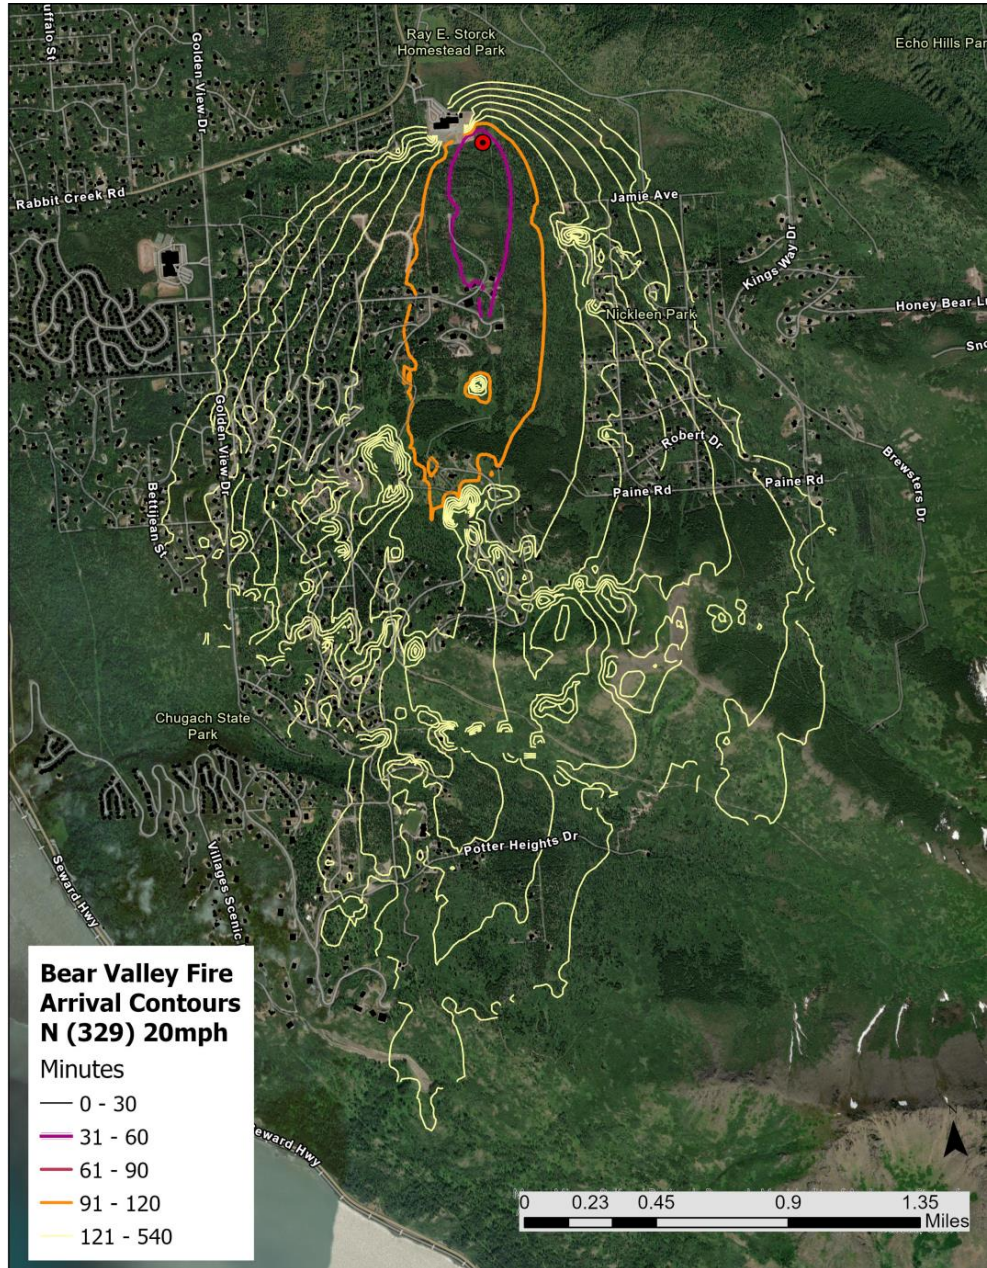 uffalo St
Golden View Dr
Ray E. Storck
Homestead Park
Echo Hills Par
Rabbit Creek Rd
Jamie Ave
Kings Way Dr
Honey Bear Ln
Nickleen Park
Sno
Golden View Dr
Robert Dr
Paine Rd
Paine Rd
Brewsters Dr
Bettijean St
Chugach State
Park
Potter Heights Dr
Villages Scenic
Seward Hwy
Seward Hwy
Bear Valley Fire
Arrival Contours
N (329) 20mph
Minutes
0 - 30
31 - 60
61 - 90
91 - 120
121 - 540
N
0 0.23 0.45 0.9 1.35
Miles